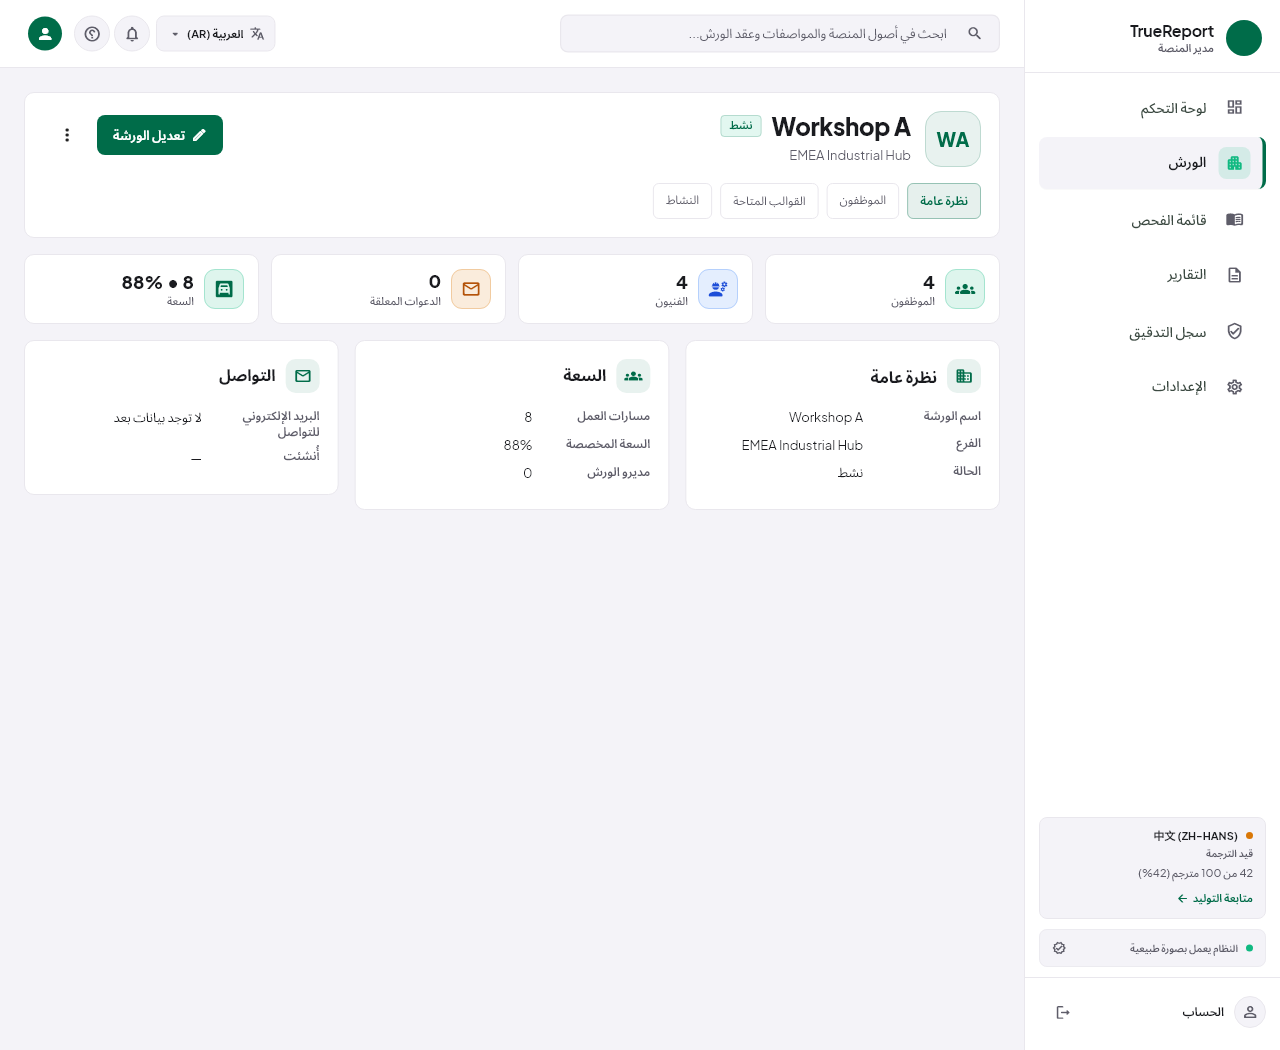 TrueReport
مدير المنصة
لوحة التحكم
الورش
قائمة الفحص
التقارير
سجل التدقيق
الإعدادات
中文 (ZH-HANS)
قيد الترجمة
42 من 100 مترجم (42%)
متابعة التوليد ←
النظام يعمل بصورة طبيعية
الحساب
ابحث في أصول المنصة والمواصفات وعقد الورش...
العربية (AR)
WA
Workshop A
نشط
EMEA Industrial Hub
تعديل الورشة
نظرة عامة
الموظفون
القوالب المتاحة
النشاط
4
الموظفون
4
الفنيون
0
الدعوات المعلقة
8 • 88%
السعة
نظرة عامة
اسم الورشة Workshop A
الفرع EMEA Industrial Hub
الحالة نشط
السعة
مسارات العمل 8
السعة المخصصة 88%
مديرو الورش 0
التواصل
البريد الإلكتروني للتواصل لا توجد بيانات بعد
أُنشئت —